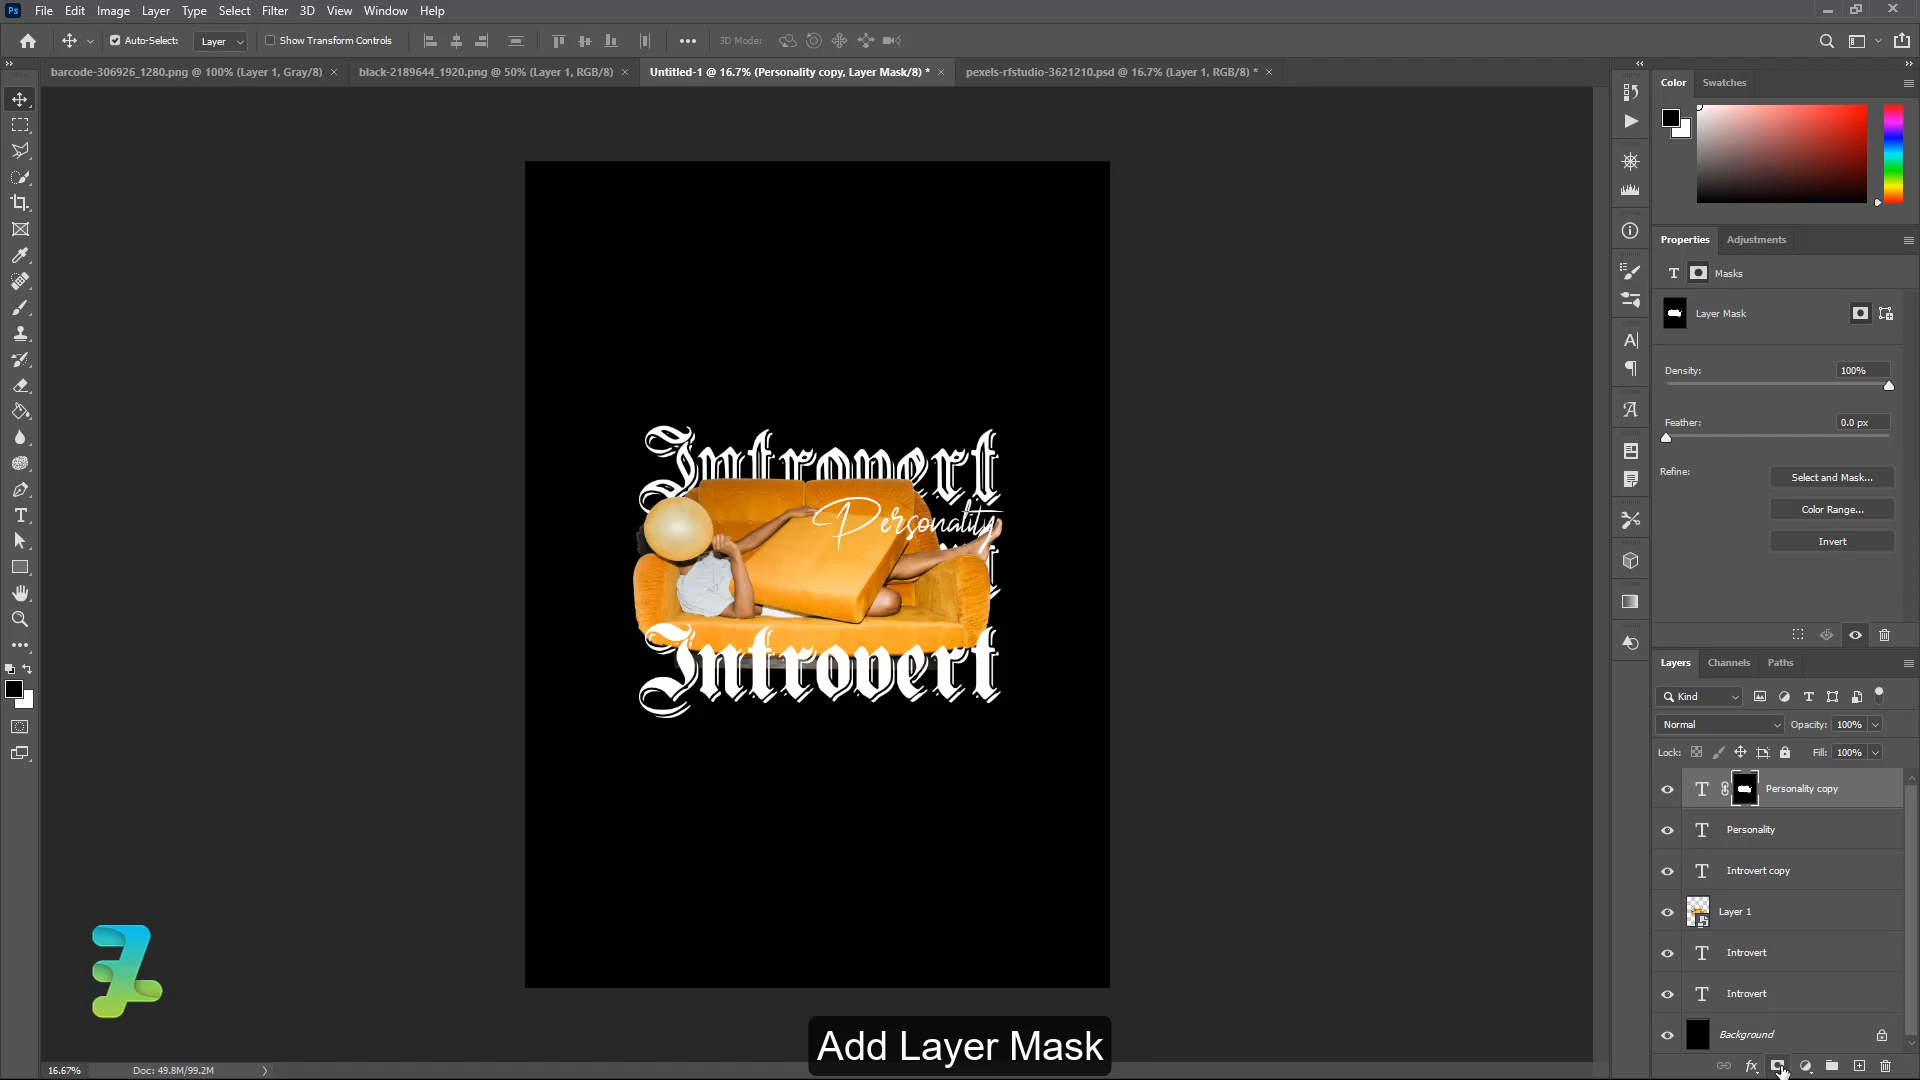 Ps File Edit Image Layer Type Select Filter 3D View Window Help
Auto-Select: Layer Show Transform Controls 3D Mode:
barcode-306926_1280.png @ 100% (Layer 1, Gray/8) × black-2189644_1920.png @ 50% (Layer 1, RGB/8) × Untitled-1 @ 16.7% (Personality copy, Layer Mask/8) * × pexels-rfstudio-3621210.psd @ 16.7% (Layer 1, RGB/8) * ×
Color Swatches
Properties Adjustments
Masks
Layer Mask
Density: 100%
Feather: 0.0 px
Refine: Select and Mask...
Color Range...
Invert
Introvert
Personality
Introvert
Layers Channels Paths
Kind
Normal Opacity: 100%
Lock: Fill: 100%
Personality copy
Personality
Introvert copy
Layer 1
Introvert
Introvert
Background
Add Layer Mask
16.67% Doc: 49.8M/99.2M